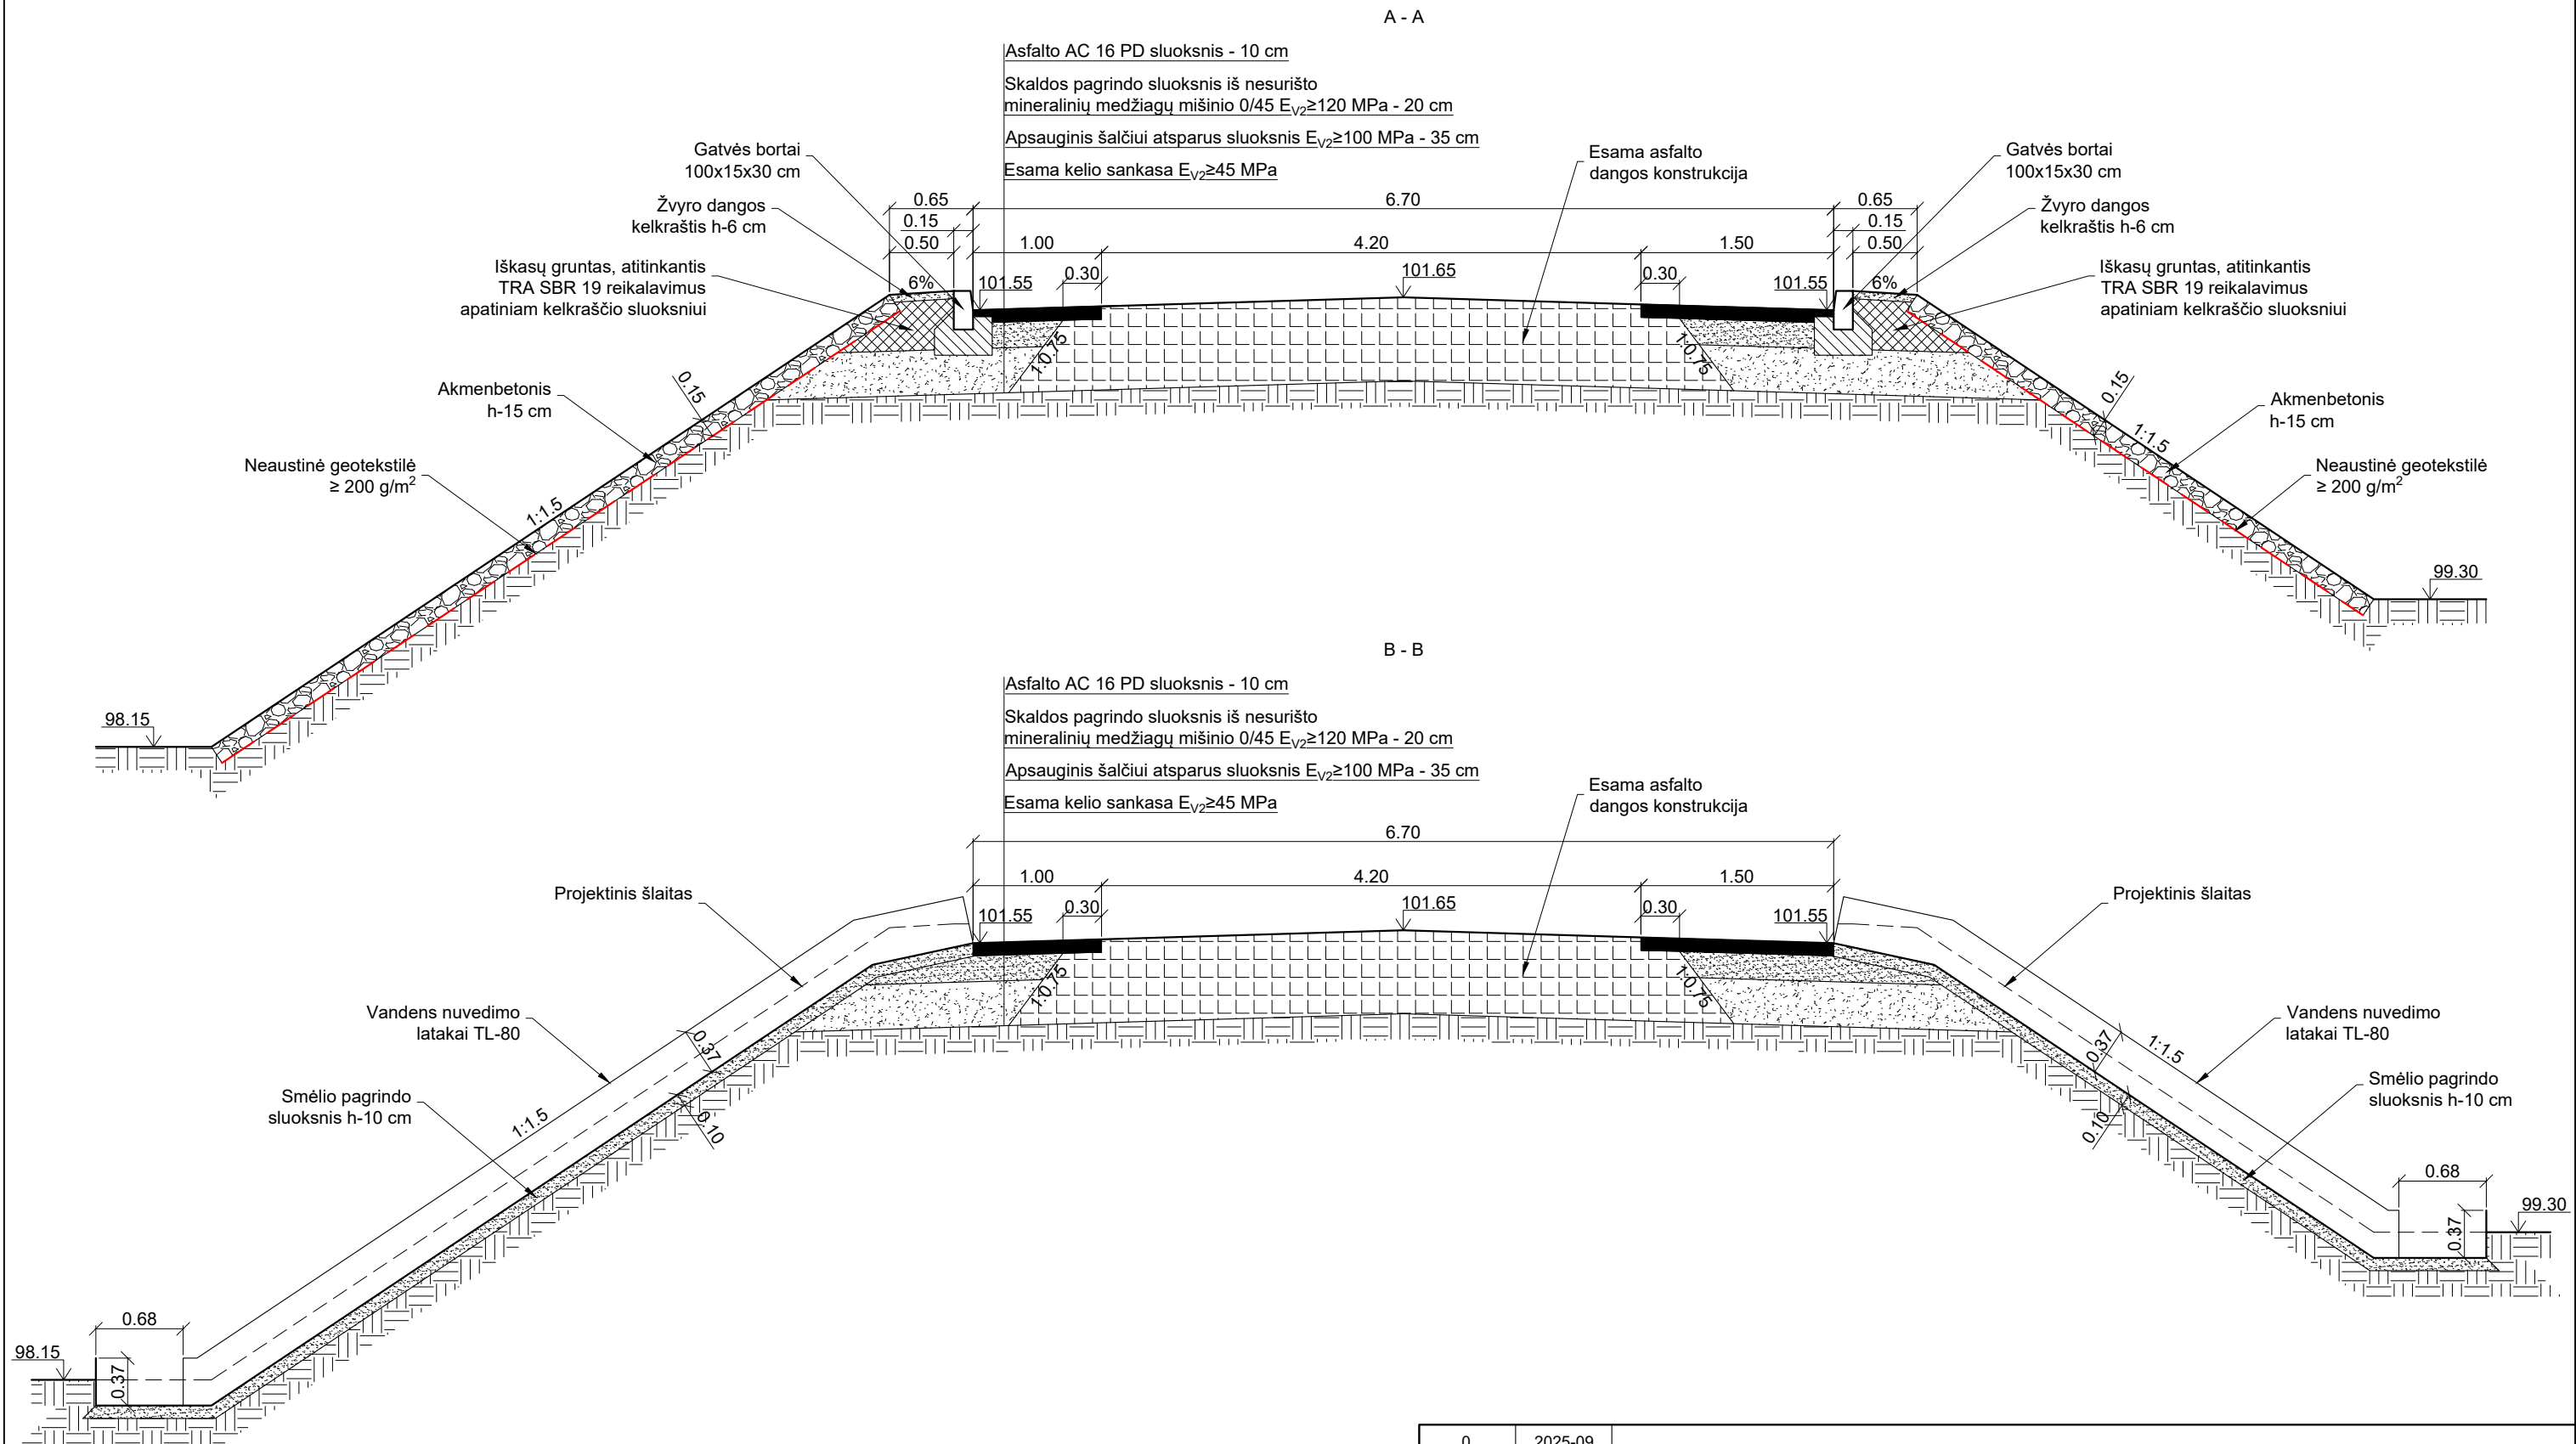 A - A
Asfalto AC 16 PD sluoksnis - 10 cm
Skaldos pagrindo sluoksnis iš nesurišto
mineralinių medžiagų mišinio 0/45 EV2≥120 MPa - 20 cm
Apsauginis šalčiui atsparus sluoksnis EV2≥100 MPa - 35 cm
Esama kelio sankasa EV2≥45 MPa
Gatvės bortai
100x15x30 cm
Žvyro dangos
kelkraštis h-6 cm
Iškasų gruntas, atitinkantis
TRA SBR 19 reikalavimus
apatiniam kelkraščio sluoksniui
Akmenbetonis
h-15 cm
Neaustinė geotekstilė
≥ 200 g/m²
Esama asfalto
dangos konstrukcija
Gatvės bortai
100x15x30 cm
Žvyro dangos
kelkraštis h-6 cm
Iškasų gruntas, atitinkantis
TRA SBR 19 reikalavimus
apatiniam kelkraščio sluoksniui
Akmenbetonis
h-15 cm
Neaustinė geotekstilė
≥ 200 g/m²
0.65
6.70
0.65
0.15
0.15
0.50
1.00
4.20
1.50
0.50
6%
101.55
0.30
101.65
0.30
101.55
6%
1:0.75
1:0.75
0.15
0.15
1:1.5
1:1.5
99.30
98.15
B - B
Asfalto AC 16 PD sluoksnis - 10 cm
Skaldos pagrindo sluoksnis iš nesurišto
mineralinių medžiagų mišinio 0/45 EV2≥120 MPa - 20 cm
Apsauginis šalčiui atsparus sluoksnis EV2≥100 MPa - 35 cm
Esama kelio sankasa EV2≥45 MPa
Esama asfalto
dangos konstrukcija
6.70
1.00
4.20
1.50
101.55
0.30
101.65
0.30
101.55
1:0.75
1:0.75
Projektinis šlaitas
Projektinis šlaitas
Vandens nuvedimo
latakai TL-80
Vandens nuvedimo
latakai TL-80
Smėlio pagrindo
sluoksnis h-10 cm
Smėlio pagrindo
sluoksnis h-10 cm
0.37
0.37
1:1.5
1:1.5
0.10
0.10
0.68
99.30
0.37
0.68
98.15
0.37
0
2025-09